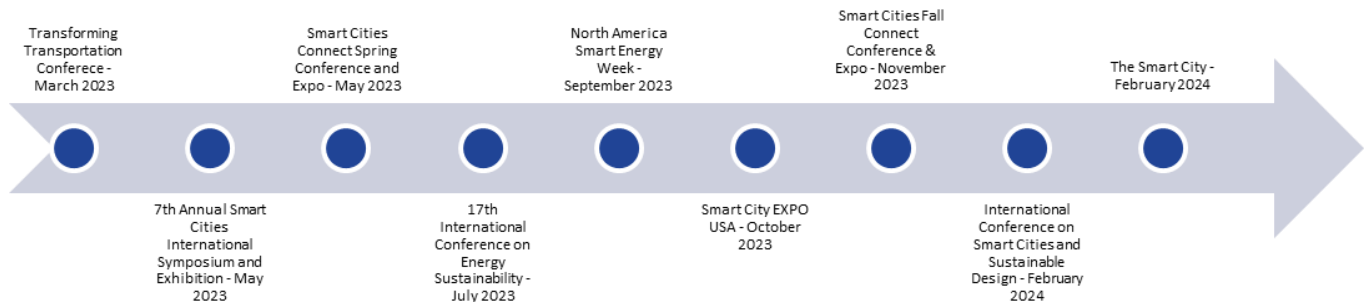 Transforming
Transportation
Conferece -
March 2023
7th Annual Smart
Cities
International
Symposium and
Exhibition - May
2023
Smart Cities
Connect Spring
Conference and
Expo - May 2023
17th
International
Conference on
Energy
Sustainability -
July 2023
North America
Smart Energy
Week -
September 2023
Smart City EXPO
USA - October
2023
Smart Cities Fall
Connect
Conference &
Expo - November
2023
International
Conference on
Smart Cities and
Sustainable
Design - February
2024
The Smart City -
February 2024